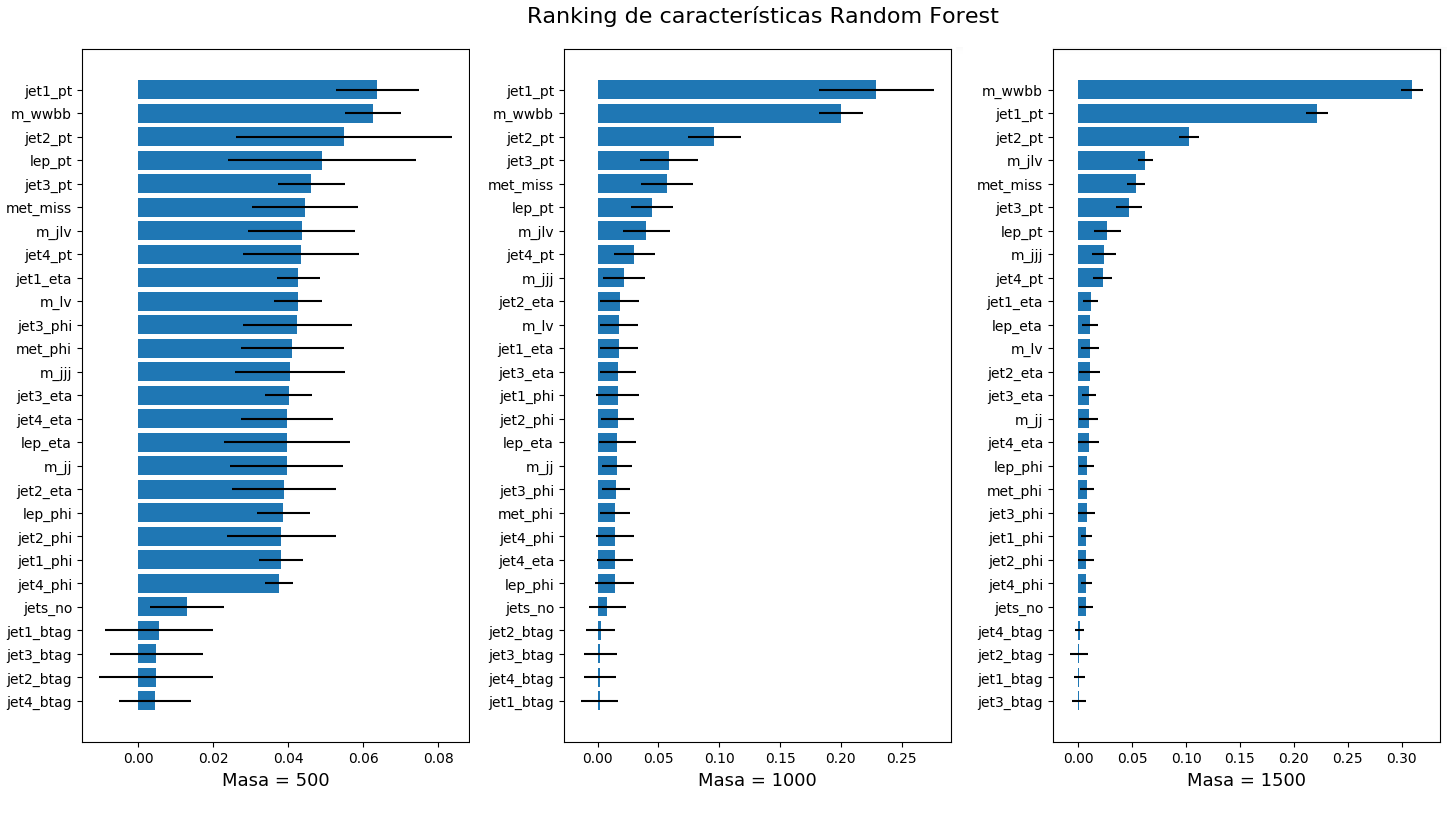 Ranking de características Random Forest
jet1_pt
m_wwbb
jet2_pt
lep_pt
jet3_pt
met_miss
m_jlv
jet4_pt
jet1_eta
m_lv
jet3_phi
met_phi
m_jjj
jet3_eta
jet4_eta
lep_eta
m_jj
jet2_eta
lep_phi
jet2_phi
jet1_phi
jet4_phi
jets_no
jet1_btag
jet3_btag
jet2_btag
jet4_btag
0.00 0.02 0.04 0.06 0.08
Masa = 500
jet1_pt
m_wwbb
jet2_pt
jet3_pt
met_miss
lep_pt
m_jlv
jet4_pt
m_jjj
jet2_eta
m_lv
jet1_eta
jet3_eta
jet1_phi
jet2_phi
lep_eta
m_jj
jet3_phi
met_phi
jet4_phi
jet4_eta
lep_phi
jets_no
jet2_btag
jet3_btag
jet4_btag
jet1_btag
0.00 0.05 0.10 0.15 0.20 0.25
Masa = 1000
m_wwbb
jet1_pt
jet2_pt
m_jlv
met_miss
jet3_pt
lep_pt
m_jjj
jet4_pt
jet1_eta
lep_eta
m_lv
jet2_eta
jet3_eta
m_jj
jet4_eta
lep_phi
met_phi
jet3_phi
jet1_phi
jet2_phi
jet4_phi
jets_no
jet4_btag
jet2_btag
jet1_btag
jet3_btag
0.00 0.05 0.10 0.15 0.20 0.25 0.30
Masa = 1500